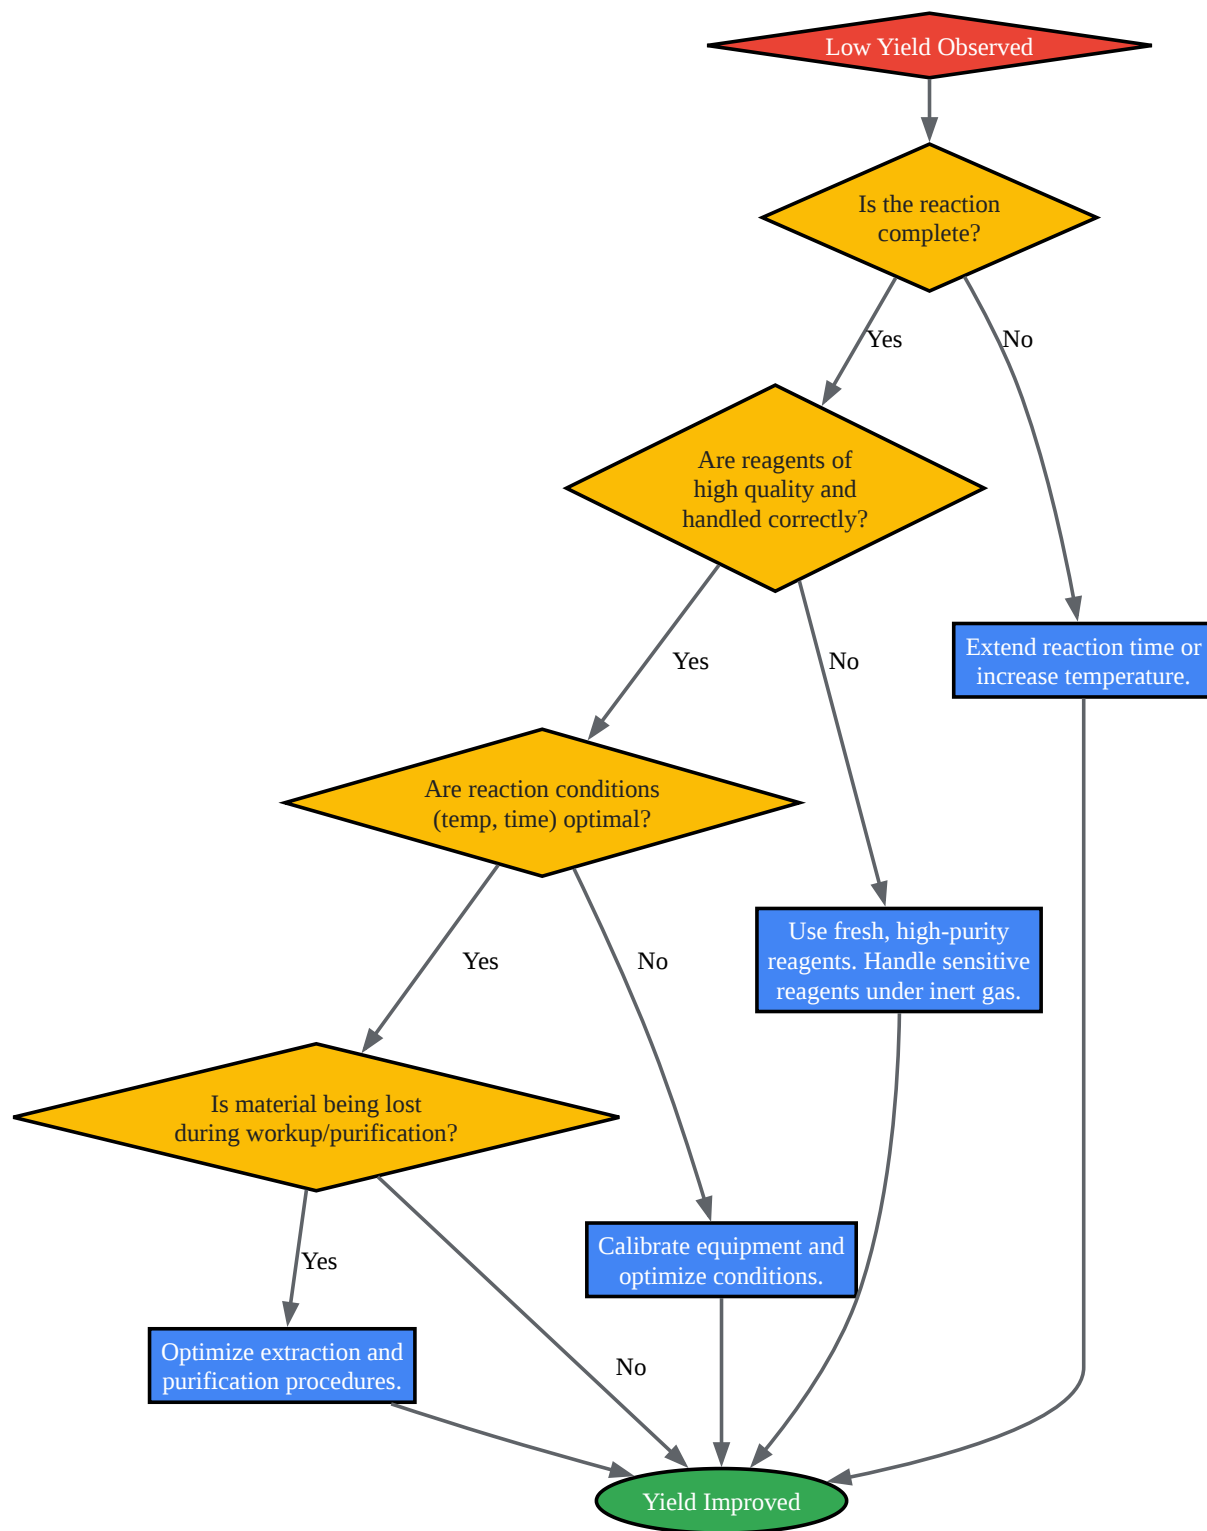 Low Yield Observed
Is the reaction
complete?
Yes
No
Are reagents of
high quality and
handled correctly?
Extend reaction time or
increase temperature.
Yes
No
Are reaction conditions
(temp, time) optimal?
Use fresh, high-purity
reagents. Handle sensitive
reagents under inert gas.
Yes
No
Is material being lost
during workup/purification?
Calibrate equipment and
optimize conditions.
Yes
Optimize extraction and
purification procedures.
No
Yield Improved